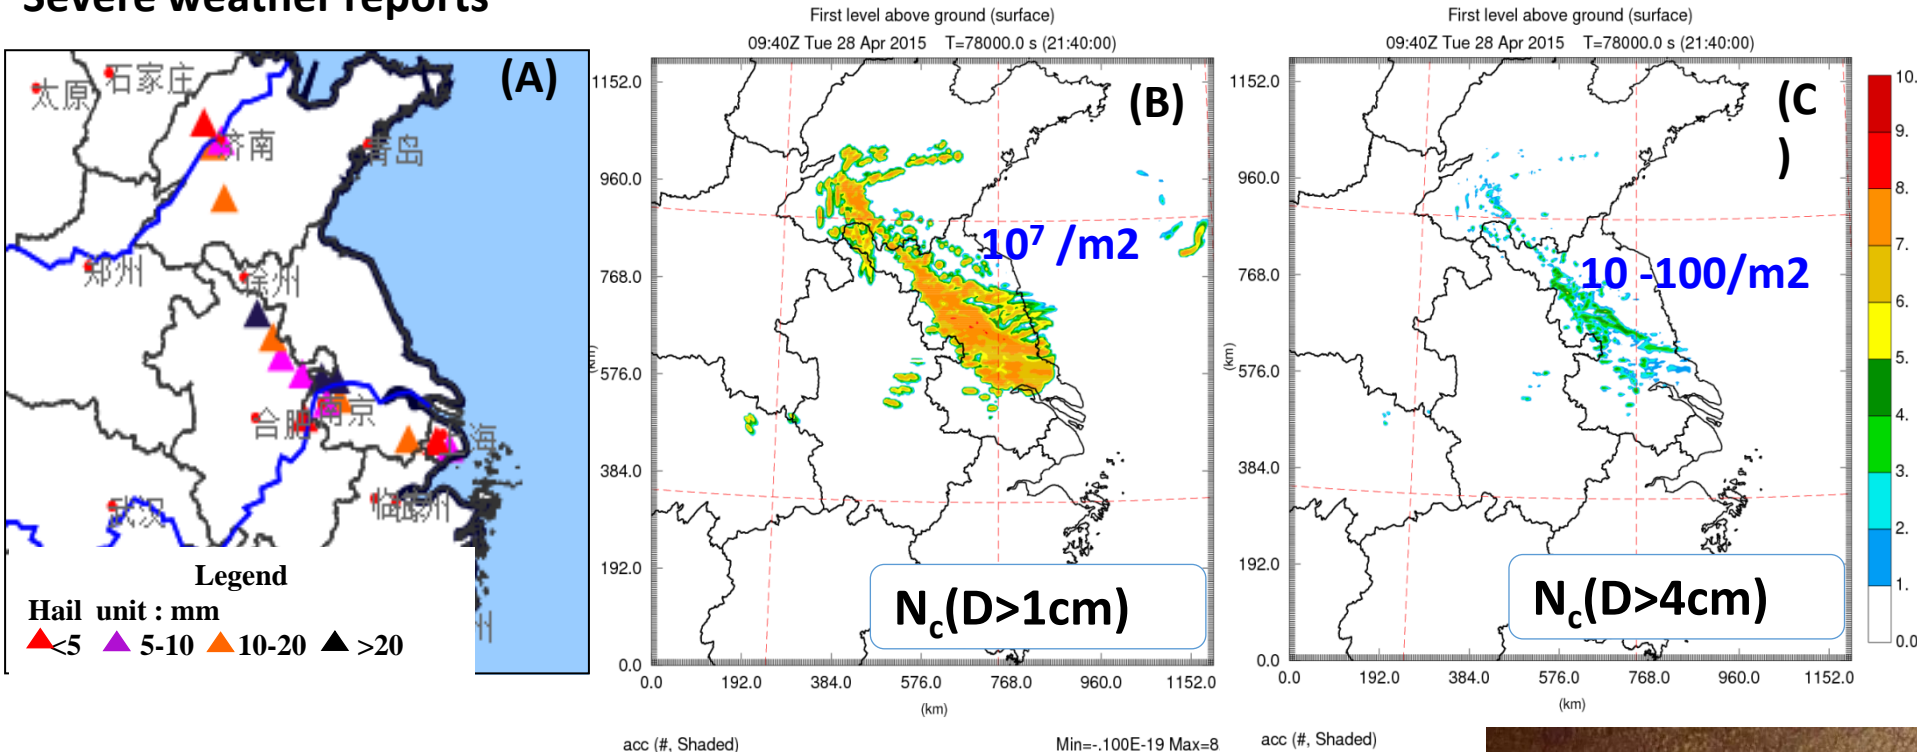 Severe weather reports
(A)
太原
石家庄
济南
青岛
郑州
徐州
合肥
南京
海
武汉
临
州
州
Legend
Hail unit : mm
<5 5-10 10-20 >20
First level above ground (surface)
09:40Z Tue 28 Apr 2015 T=78000.0 s (21:40:00)
(B)
10⁷ /m2
N_c(D>1cm)
1152.0
960.0
768.0
576.0
384.0
192.0
0.0
(km)
0.0 192.0 384.0 576.0 768.0 960.0 1152.0
(km)
acc (#, Shaded)
Min=-.100E-19 Max=8
First level above ground (surface)
09:40Z Tue 28 Apr 2015 T=78000.0 s (21:40:00)
(C
)
10 -100/m2
N_c(D>4cm)
1152.0
960.0
768.0
576.0
384.0
192.0
0.0
(km)
0.0 192.0 384.0 576.0 768.0 960.0 1152.0
(km)
acc (#, Shaded)
10.
9.
8.
7.
6.
5.
4.
3.
2.
1.
0.0